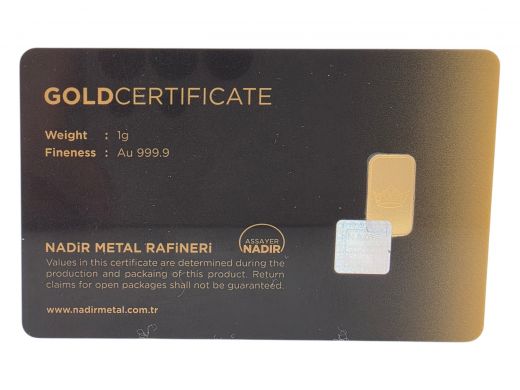 GOLDCERTIFICATE
Weight : 1g
Fineness : Au 999.9
NADiR METAL RAFiNERi
ASSAYER
NADIR
Values in this certificate are determined during the
production and packaing of this product. Return
claims for open packages shall not be guaranteed.
www.nadirmetal.com.tr